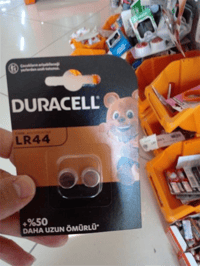 DURACELL
LR44
+%50
DAHA UZUN ÖMÜRLÜ*